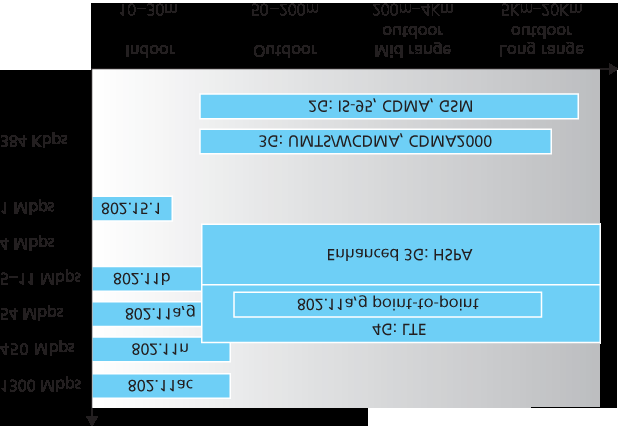 1300 Mbps
802.11ac
450 Mbps
802.11n
54 Mbps
802.11a,g
4G: LTE
802.11a,g point-to-point
5–11 Mbps
802.11b
4 Mbps
Enhanced 3G: HSPA
1 Mbps
802.15.1
384 Kbps
3G: UMTS/WCDMA, CDMA2000
2G: IS-95, CDMA, GSM
Indoor
10–30m
Outdoor
50–200m
Mid range
outdoor
200m–4Km
Long range
outdoor
5Km–20Km